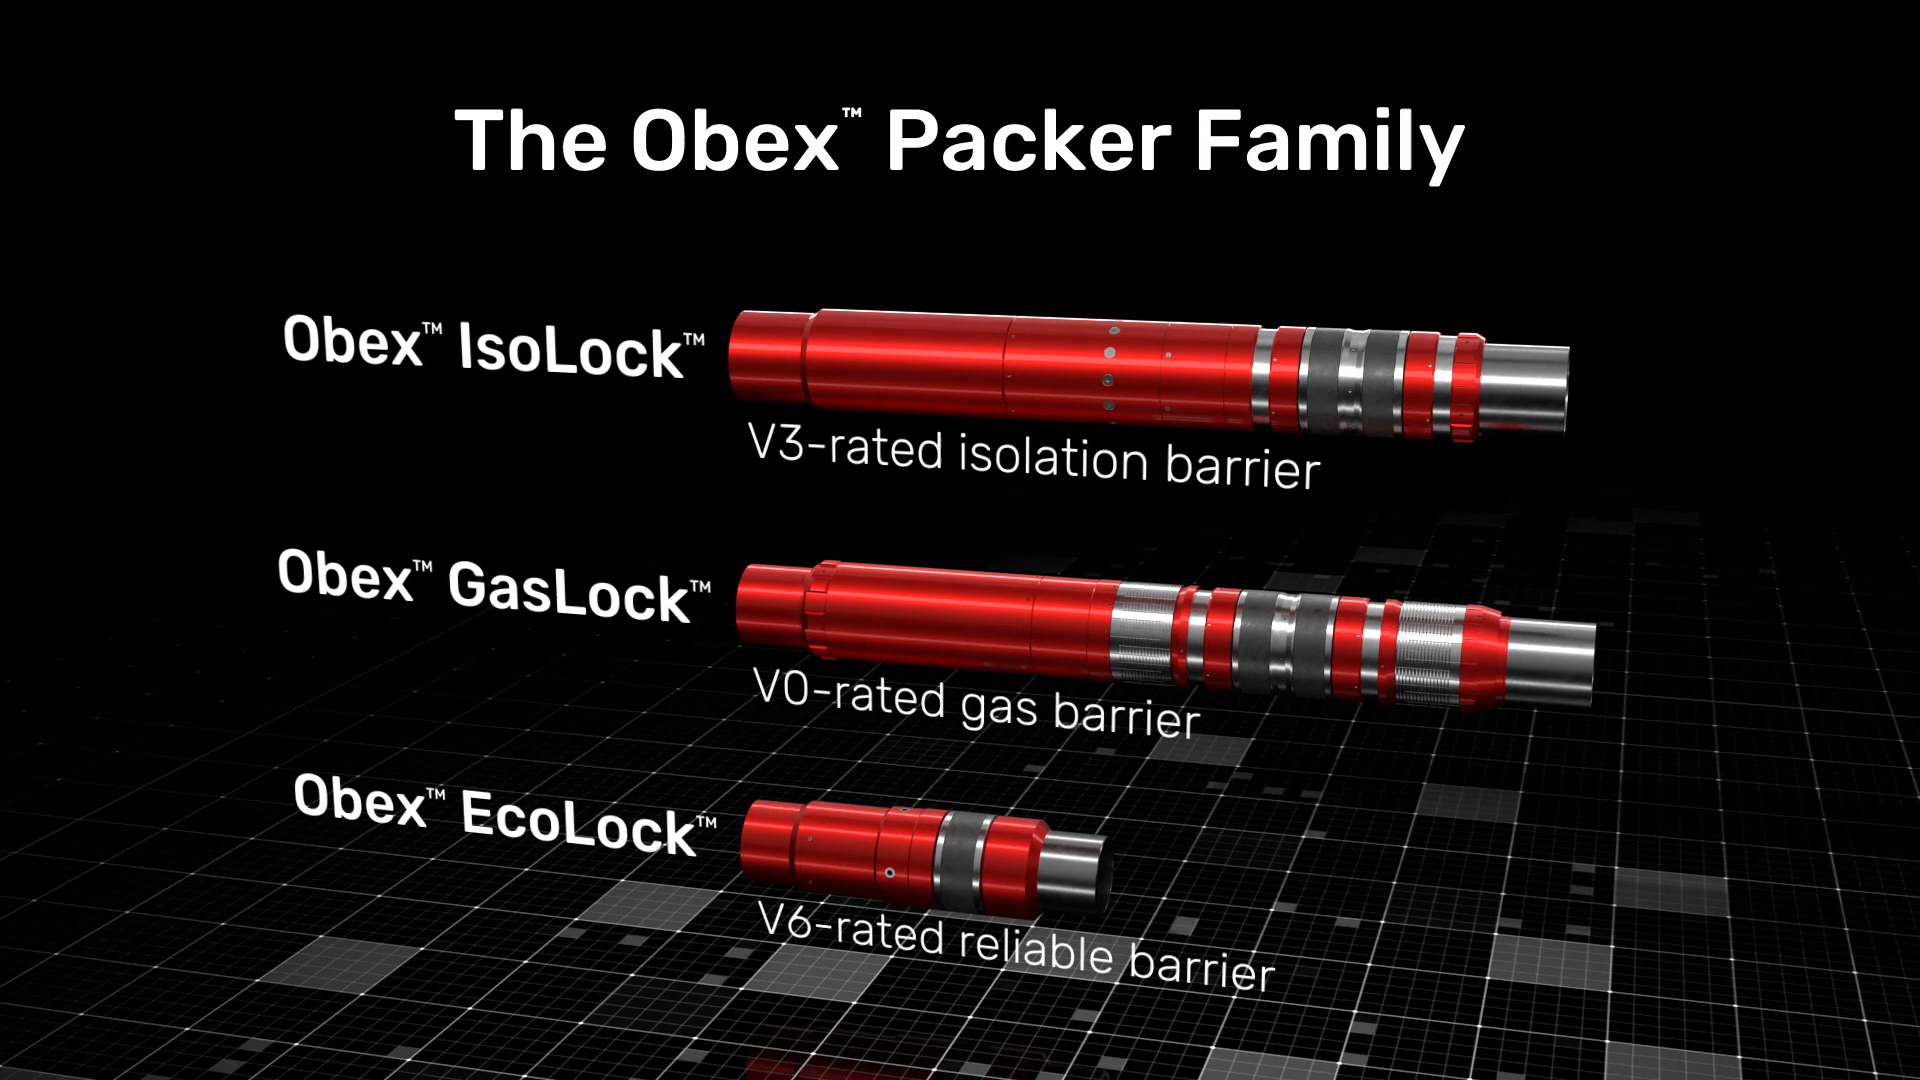 The Obex™ Packer Family
Obex™ IsoLock™
V3-rated isolation barrier
Obex™ GasLock™
V0-rated gas barrier
Obex™ EcoLock™
V6-rated reliable barrier